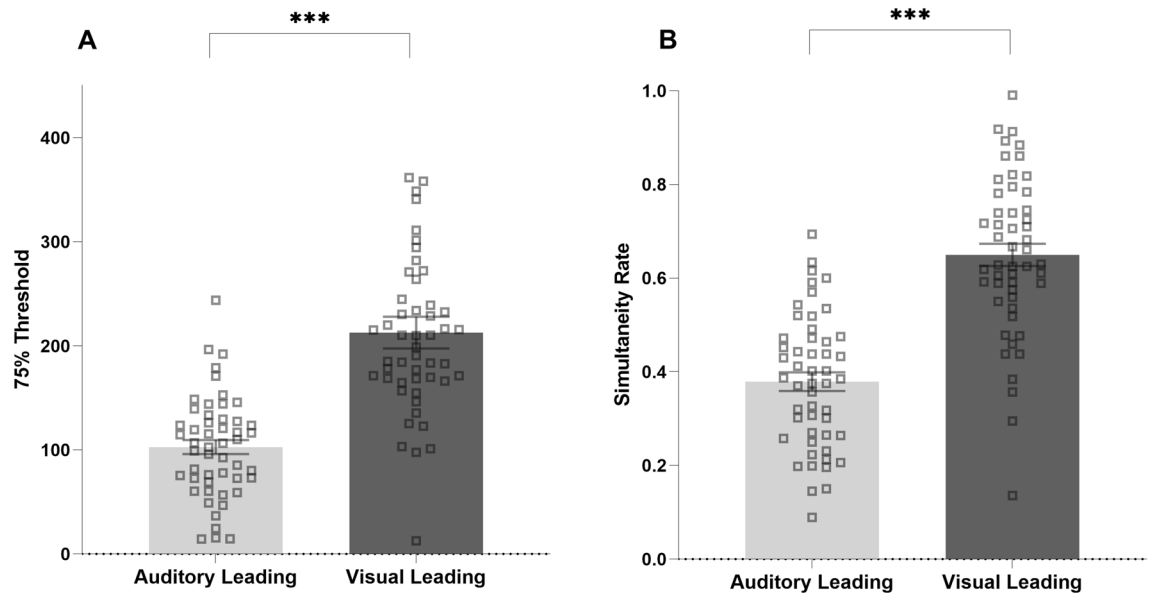 A
***
75% Threshold
400
300
200
100
0
Auditory Leading
Visual Leading
B
***
Simultaneity Rate
1.0
0.8
0.6
0.4
0.2
0.0
Auditory Leading
Visual Leading